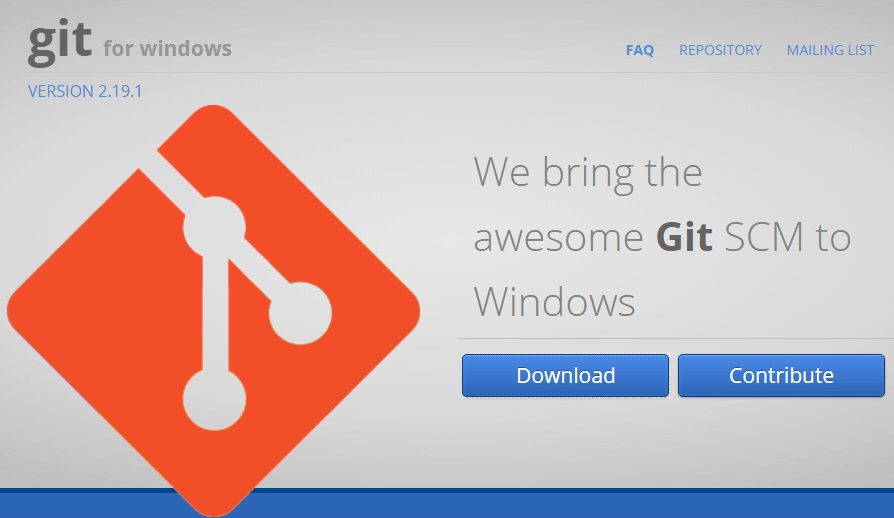 git for windows
FAQ REPOSITORY MAILING LIST
VERSION 2.19.1
We bring the
awesome Git SCM to
Windows
Download Contribute